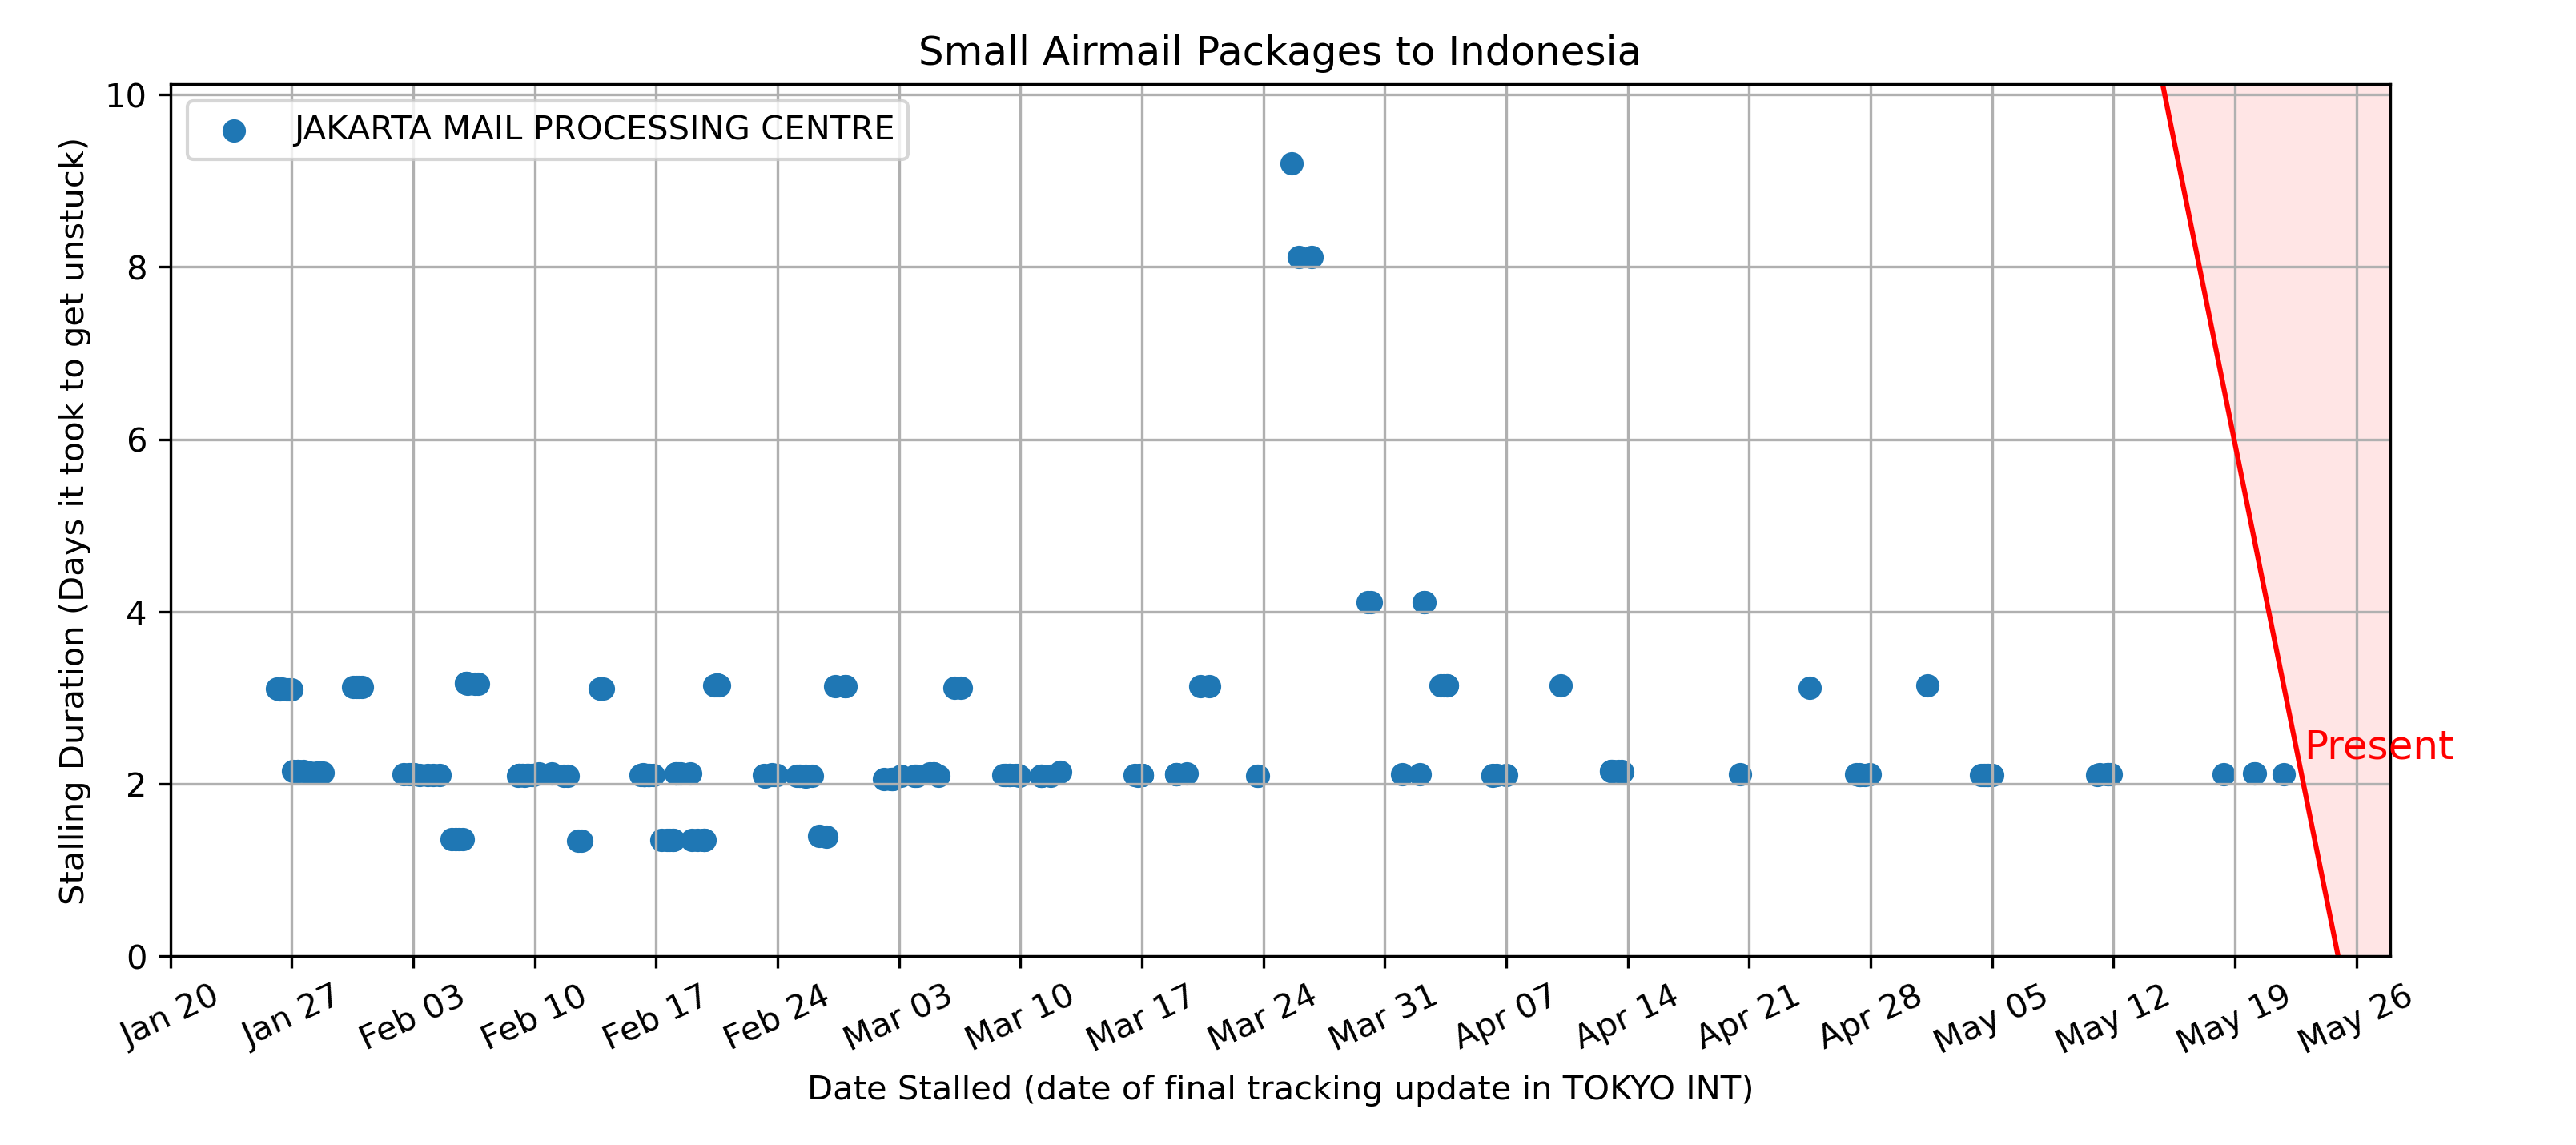 Small Airmail Packages to Indonesia
JAKARTA MAIL PROCESSING CENTRE
Stalling Duration (Days it took to get unstuck)
10
8
6
4
2
0
Present
Jan 20
Jan 27
Feb 03
Feb 10
Feb 17
Feb 24
Mar 03
Mar 10
Mar 17
Mar 24
Mar 31
Apr 07
Apr 14
Apr 21
Apr 28
May 05
May 12
May 19
May 26
Date Stalled (date of final tracking update in TOKYO INT)